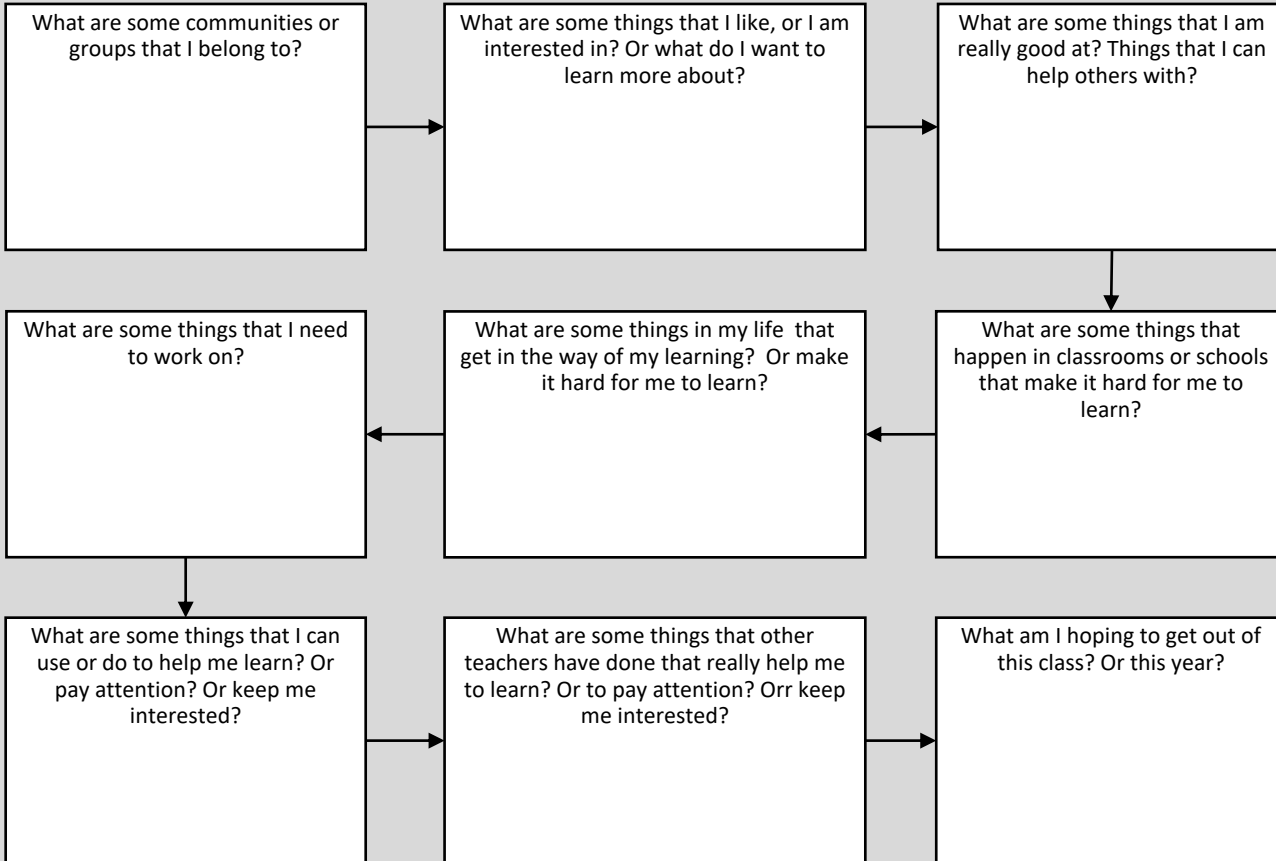 What are some communities or
groups that I belong to?
What are some things that I like, or I am
interested in? Or what do I want to
learn more about?
What are some things that I am
really good at? Things that I can
help others with?
What are some things that
happen in classrooms or schools
that make it hard for me to
learn?
What are some things in my life  that
get in the way of my learning?  Or make
it hard for me to learn?
What are some things that I need
to work on?
What are some things that I can
use or do to help me learn? Or
pay attention? Or keep me
interested?
What are some things that other
teachers have done that really help me
to learn? Or to pay attention? Orr keep
me interested?
What am I hoping to get out of
this class? Or this year?